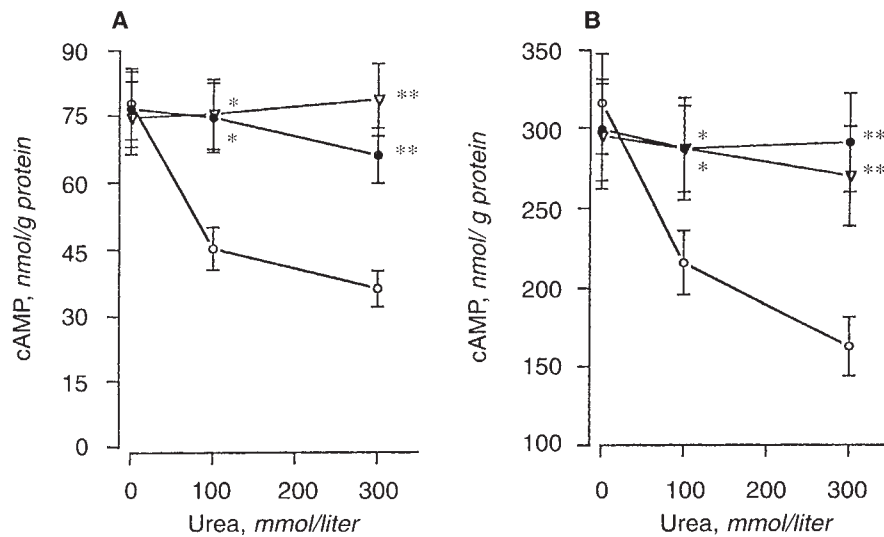 A
cAMP, nmol/g protein
90
75
60
45
30
15
0
*
*
**
**
0 100 200 300
Urea, mmol/liter
B
cAMP, nmol/ g protein
350
300
250
200
150
100
*
*
**
**
0 100 200 300
Urea, mmol/liter